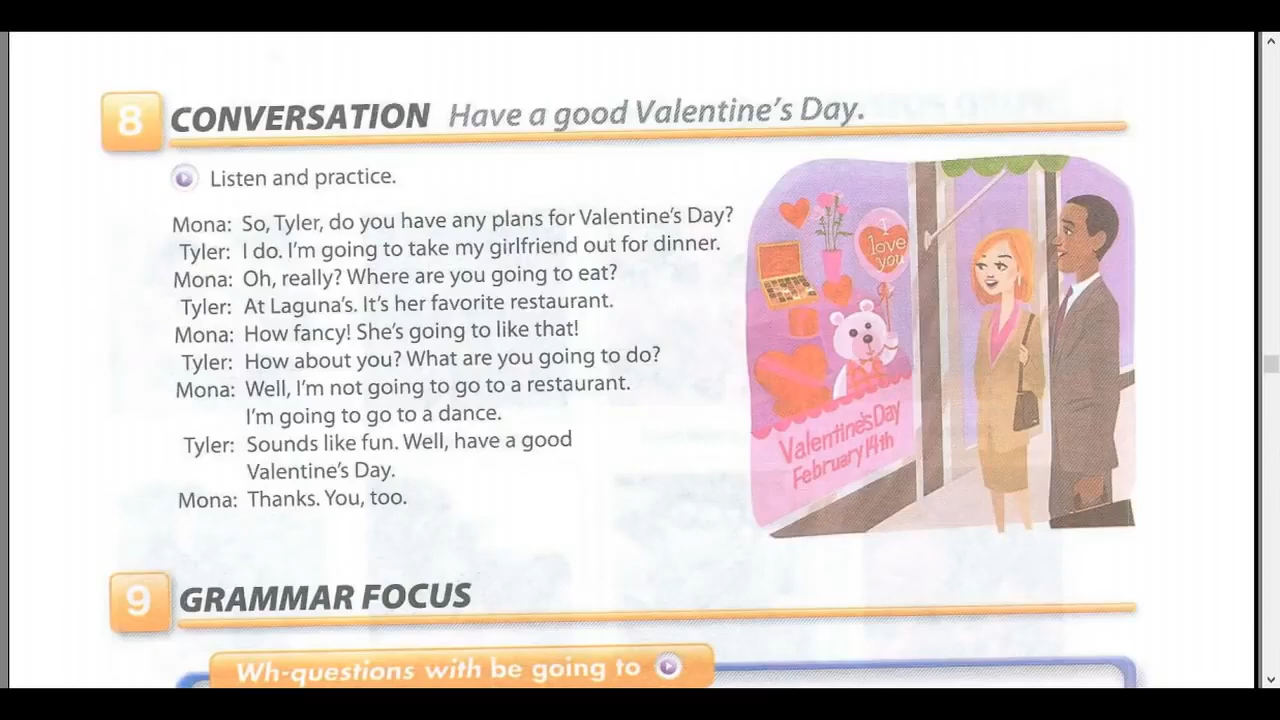 8 CONVERSATION Have a good Valentine's Day.
Listen and practice.
Mona: So, Tyler, do you have any plans for Valentine's Day?
Tyler: I do. I'm going to take my girlfriend out for dinner.
Mona: Oh, really? Where are you going to eat?
Tyler: At Laguna's. It's her favorite restaurant.
Mona: How fancy! She's going to like that!
Tyler: How about you? What are you going to do?
Mona: Well, I'm not going to go to a restaurant.
I'm going to go to a dance.
Tyler: Sounds like fun. Well, have a good
Valentine's Day.
Mona: Thanks. You, too.
I
love
you
Valentine's Day
February 14th
9 GRAMMAR FOCUS
Wh-questions with be going to